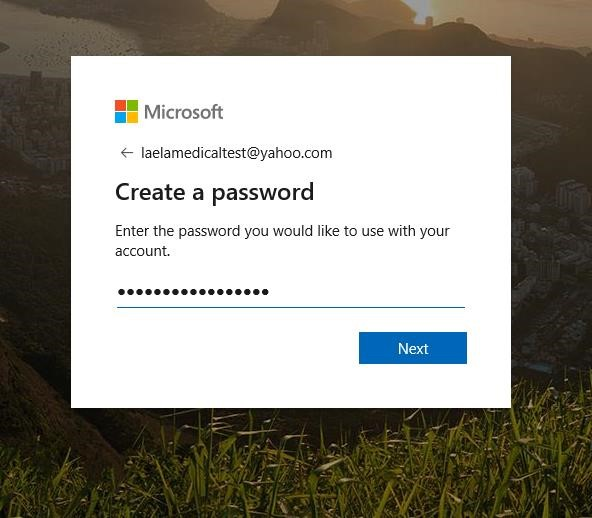 Microsoft
← laelamedicaltest@yahoo.com
Create a password
Enter the password you would like to use with your
account.
•••••••••••••••••
Next